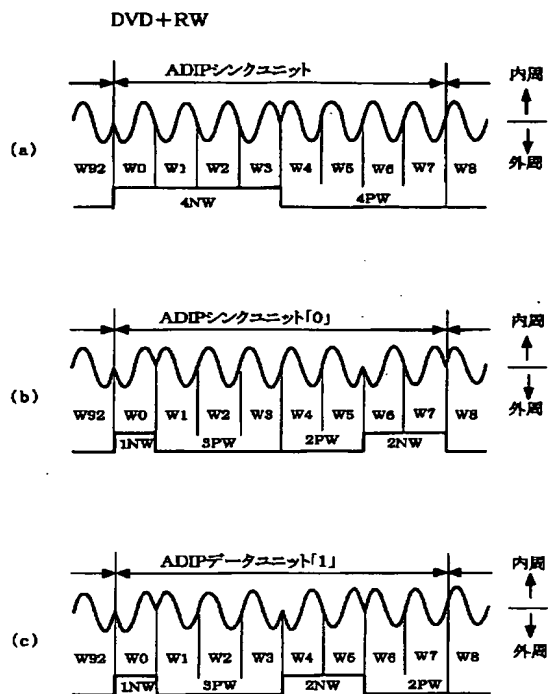 DVD+RW
ADIPシンクユニット
内周
(a)
外周
W92 W0 W1 W2 W3 W4 W5 W6 W7 W8
4NW 4PW
ADIPシンクユニット「0」
内周
(b)
外周
W92 W0 W1 W2 W3 W4 W5 W6 W7 W8
1NW 3PW 2PW 2NW
ADIPデータユニット「1」
内周
(c)
外周
W92 W0 W1 W2 W3 W4 W5 W6 W7 W8
1NW 3PW 2NW 2PW